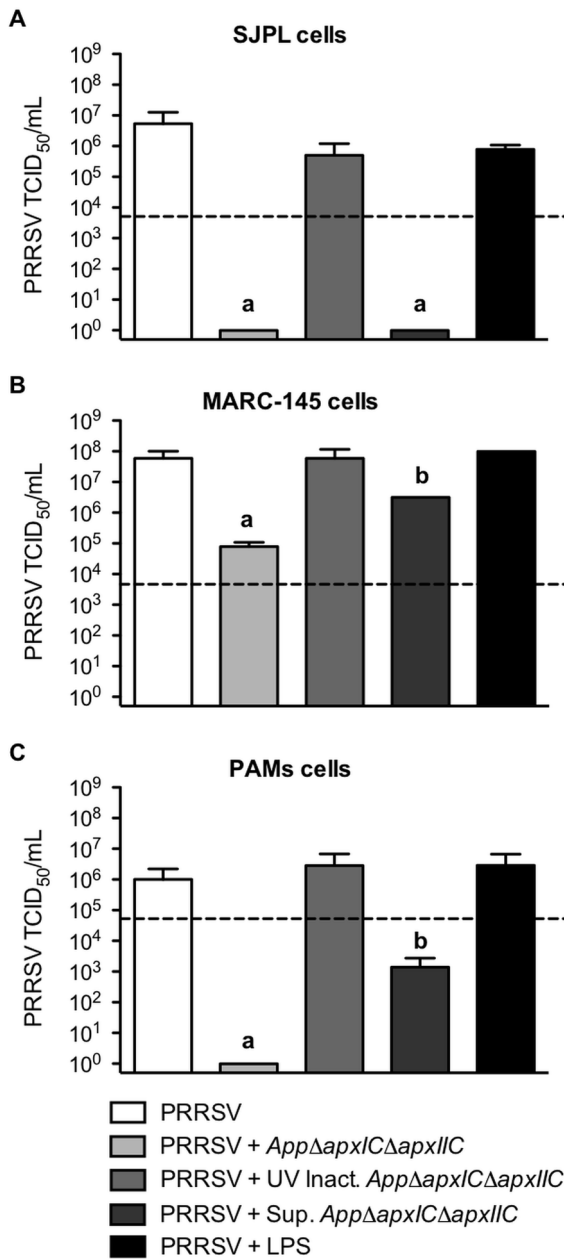 A
SJPL cells
PRRSV TCID₅₀/mL
10⁹
10⁸
10⁷
10⁶
10⁵
10⁴
10³
10²
10¹
10⁰
a
a
B
MARC-145 cells
PRRSV TCID₅₀/mL
10⁹
10⁸
10⁷
10⁶
10⁵
10⁴
10³
10²
10¹
10⁰
a
b
C
PAMs cells
PRRSV TCID₅₀/mL
10⁹
10⁸
10⁷
10⁶
10⁵
10⁴
10³
10²
10¹
10⁰
a
b
PRRSV
PRRSV + AppΔapxICΔapxIIC
PRRSV + UV Inact. AppΔapxICΔapxIIC
PRRSV + Sup. AppΔapxICΔapxIIC
PRRSV + LPS